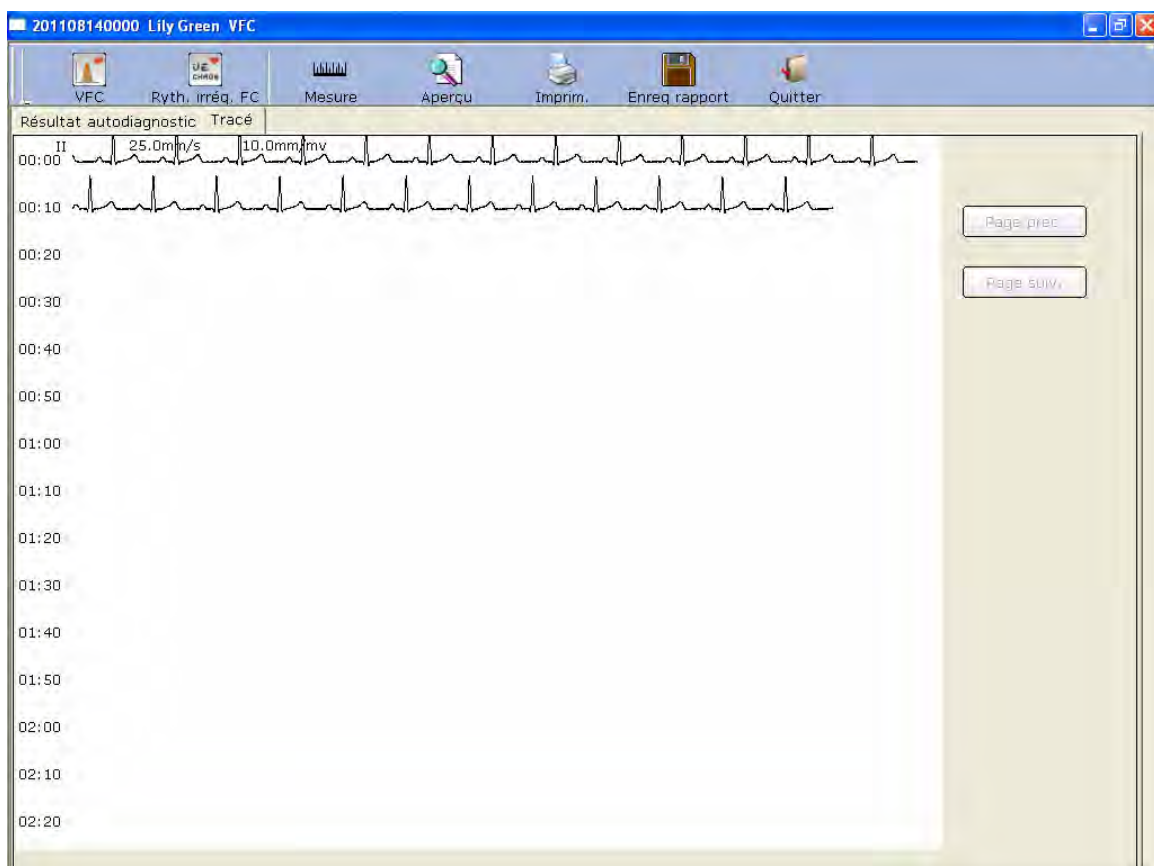 201108140000 Lily Green VFC
VFC Ryth. irrég. FC Mesure Aperçu Imprim. Enreg rapport Quitter
Résultat autodiagnostic Tracé
II 25.0mm/s 10.0mm/mv
00:00
00:10
Page prec.
00:20
Page suiv.
00:30
00:40
00:50
01:00
01:10
01:20
01:30
01:40
01:50
02:00
02:10
02:20